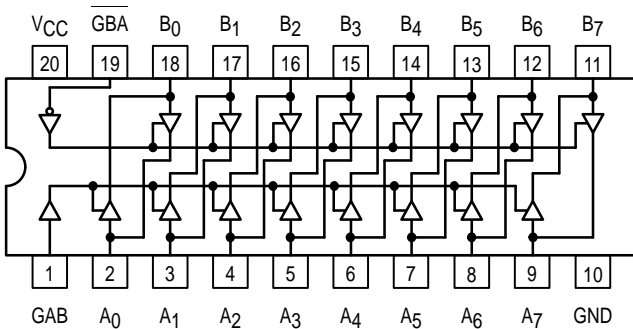 VCC GBA B0 B1 B2 B3 B4 B5 B6 B7
20 19 18 17 16 15 14 13 12 11
1 2 3 4 5 6 7 8 9 10
GAB A0 A1 A2 A3 A4 A5 A6 A7 GND